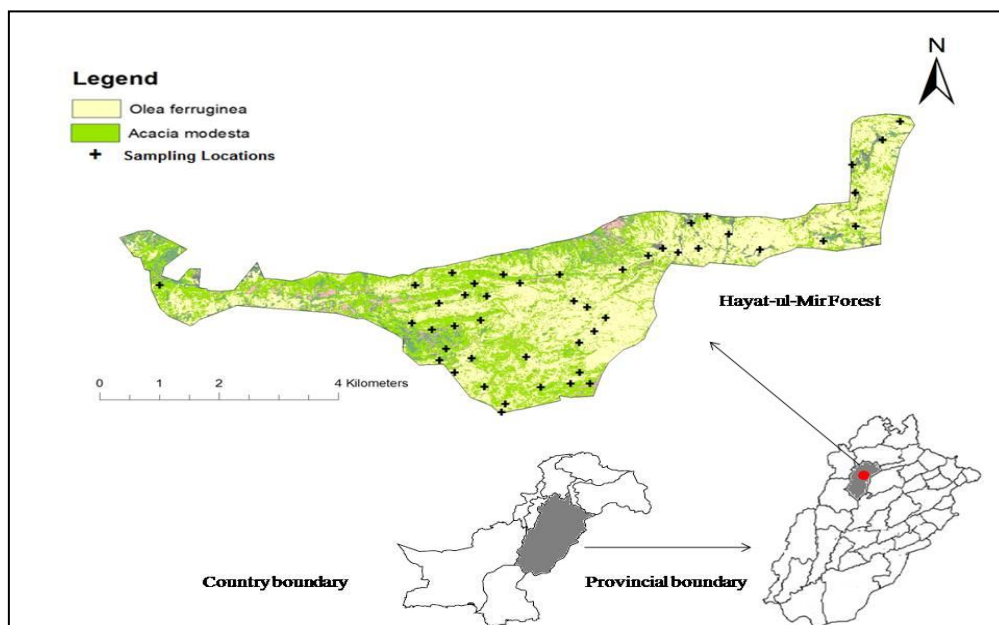 N
Legend
Olea ferruginea
Acacia modesta
Sampling Locations
Hayat-ul-Mir Forest
0 1 2 4 Kilometers
Country boundary
Provincial boundary